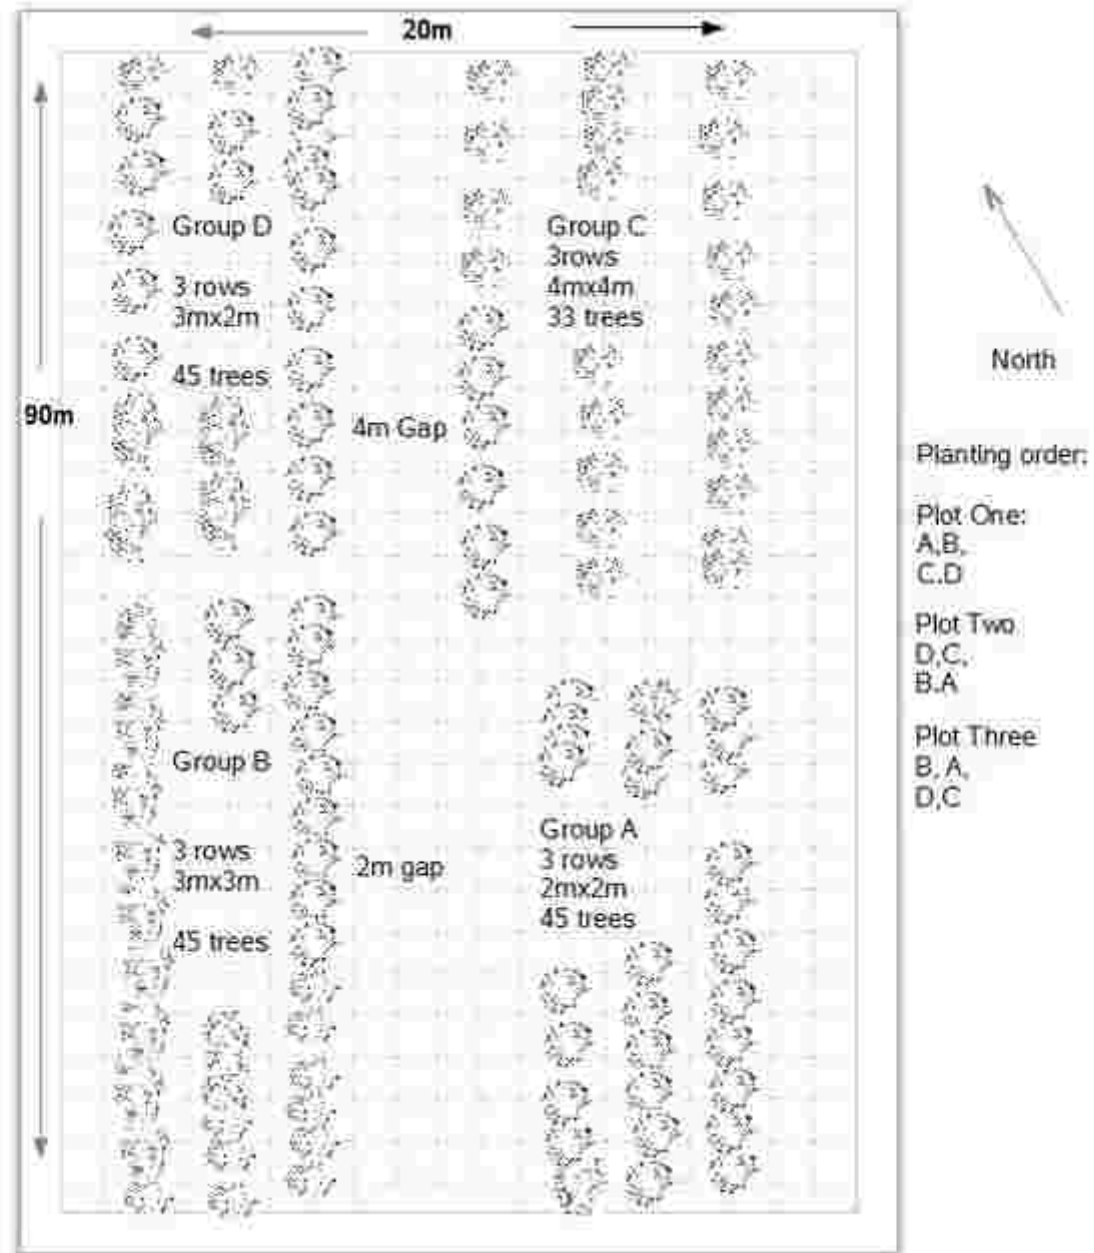 20m
90m
Group D
3 rows
3mx2m
45 trees
4m Gap
Group C
3rows
4mx4m
33 trees
Group B
3 rows
3mx3m
45 trees
2m gap
Group A
3 rows
2mx2m
45 trees
North
Planting order:
Plot One:
A,B,
C.D
Plot Two
D,C,
B.A
Plot Three
B, A,
D,C